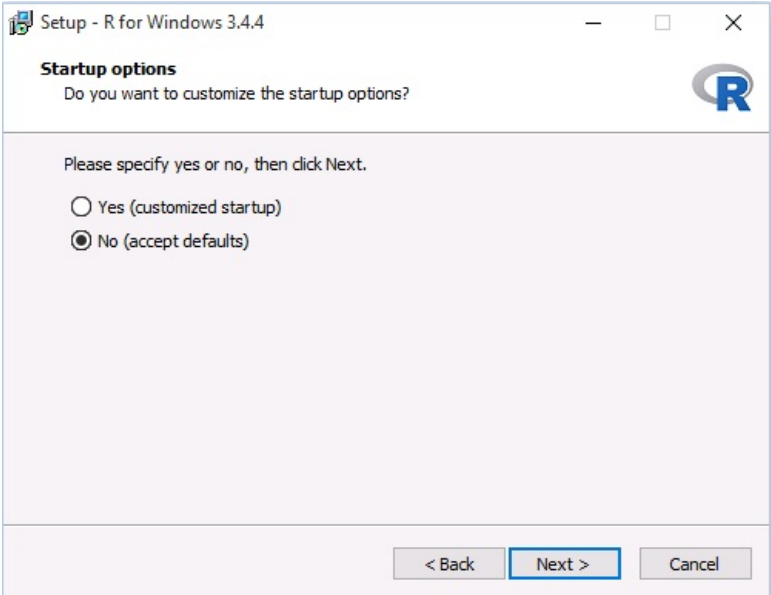 Setup - R for Windows 3.4.4
Startup options
Do you want to customize the startup options?
R
Please specify yes or no, then click Next.
Yes (customized startup)
No (accept defaults)
< Back
Next >
Cancel